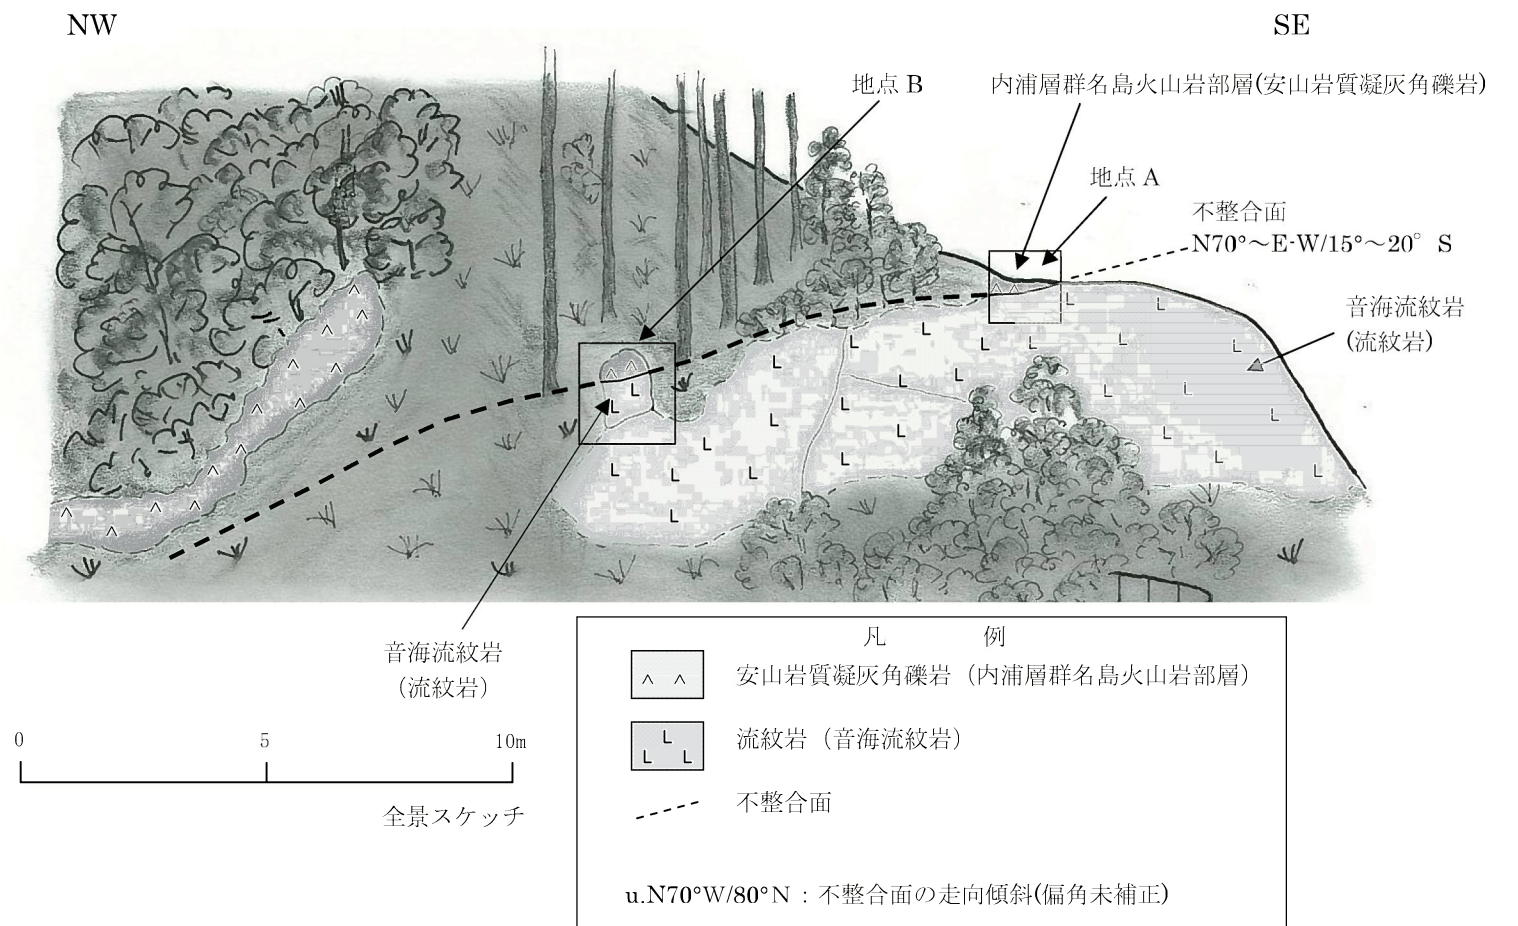 NW
SE
地点 B
内浦層群名島火山岩部層(安山岩質凝灰角礫岩)
地点 A
不整合面
N70°～E-W/15°～20° S
音海流紋岩
(流紋岩)
音海流紋岩
（流紋岩）
0 5 10m
全景スケッチ
凡 例
安山岩質凝灰角礫岩（内浦層群名島火山岩部層）
流紋岩（音海流紋岩）
不整合面
u.N70°W/80°N：不整合面の走向傾斜(偏角未補正)